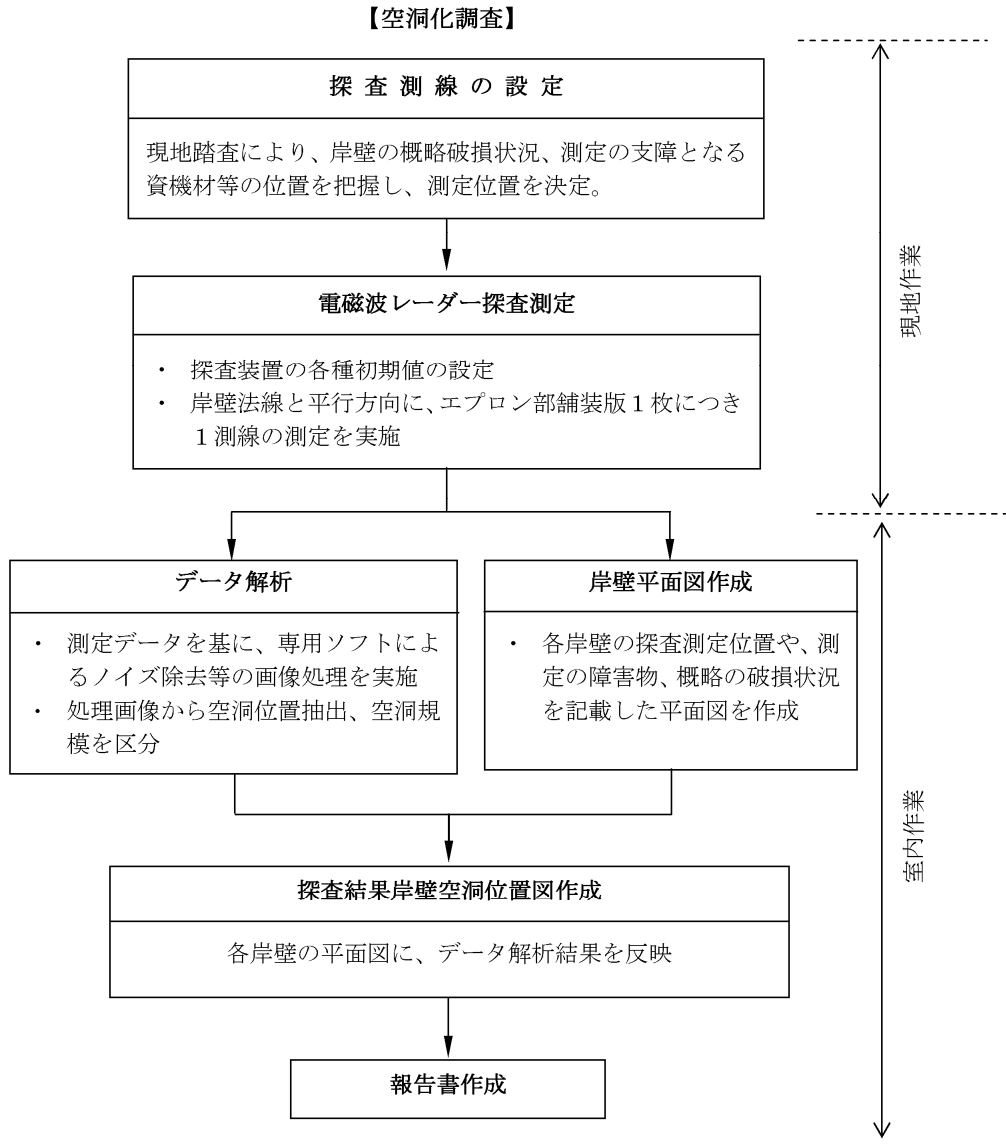 【空洞化調査】
探 査 測 線 の 設 定
現地踏査により、岸壁の概略破損状況、測定の支障となる
資機材等の位置を把握し、測定位置を決定。
電磁波レーダー探査測定
・ 探査装置の各種初期値の設定
・ 岸壁法線と平行方向に、エプロン部舗装版１枚につき
１測線の測定を実施
現地作業
データ解析
・ 測定データを基に、専用ソフトによ
るノイズ除去等の画像処理を実施
・ 処理画像から空洞位置抽出、空洞規
模を区分
岸壁平面図作成
・ 各岸壁の探査測定位置や、測
定の障害物、概略の破損状況
を記載した平面図を作成
探査結果岸壁空洞位置図作成
各岸壁の平面図に、データ解析結果を反映
報告書作成
室内作業